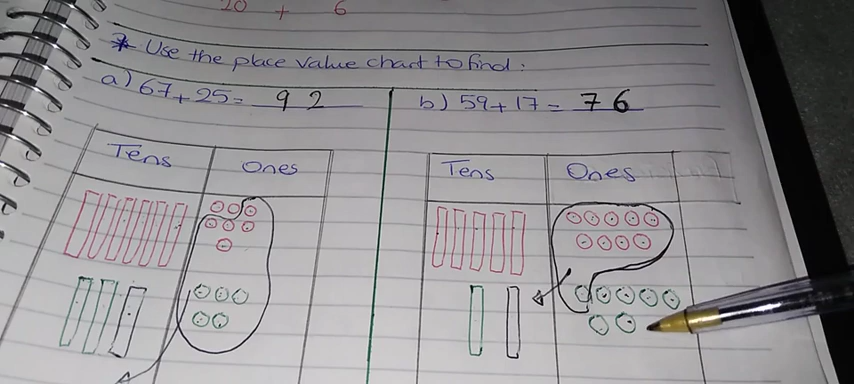 20 + 6
* Use the place value chart to find:
a) 67+25= 92
b) 59+17= 76
Tens Ones
Tens Ones